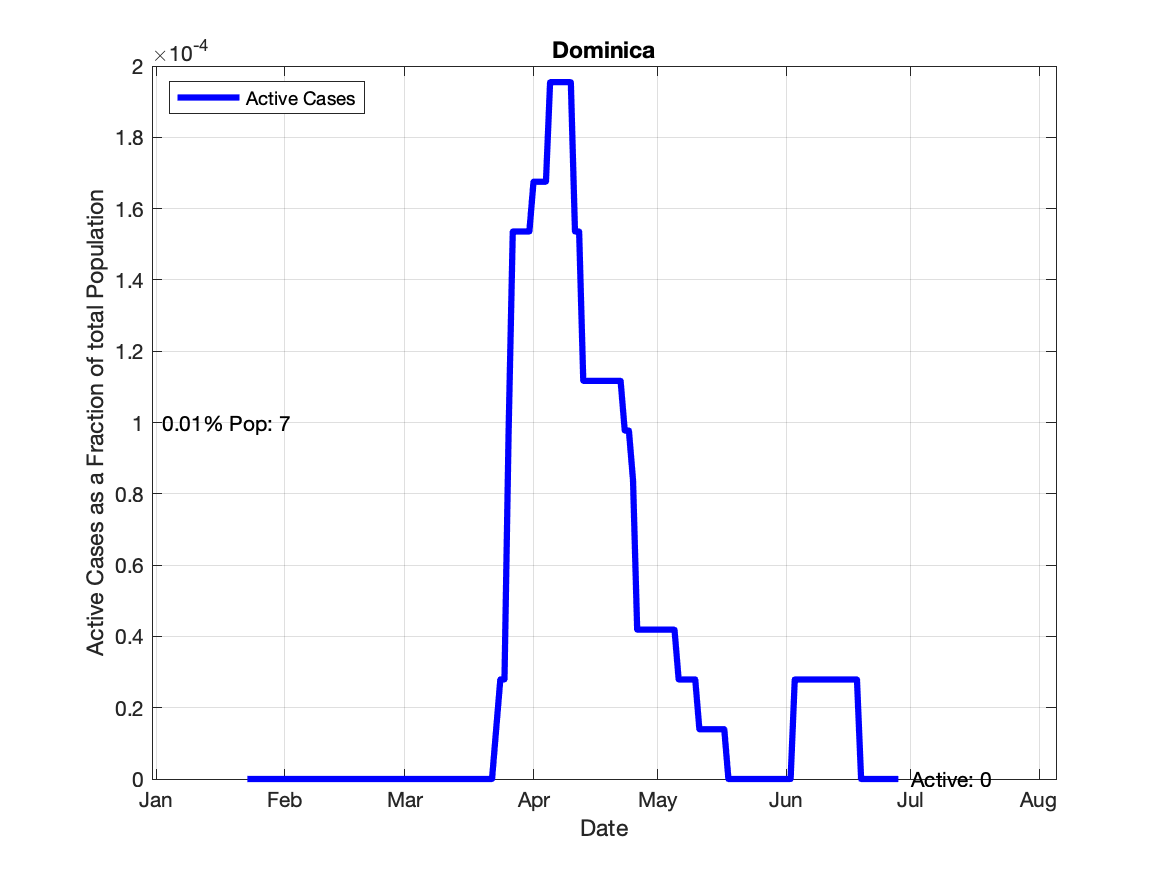 Dominica
×10⁻⁴
Active Cases
2
1.8
1.6
1.4
1.2
1
0.8
0.6
0.4
0.2
0
Active Cases as a Fraction of total Population
0.01% Pop: 7
Active: 0
Jan Feb Mar Apr May Jun Jul Aug
Date